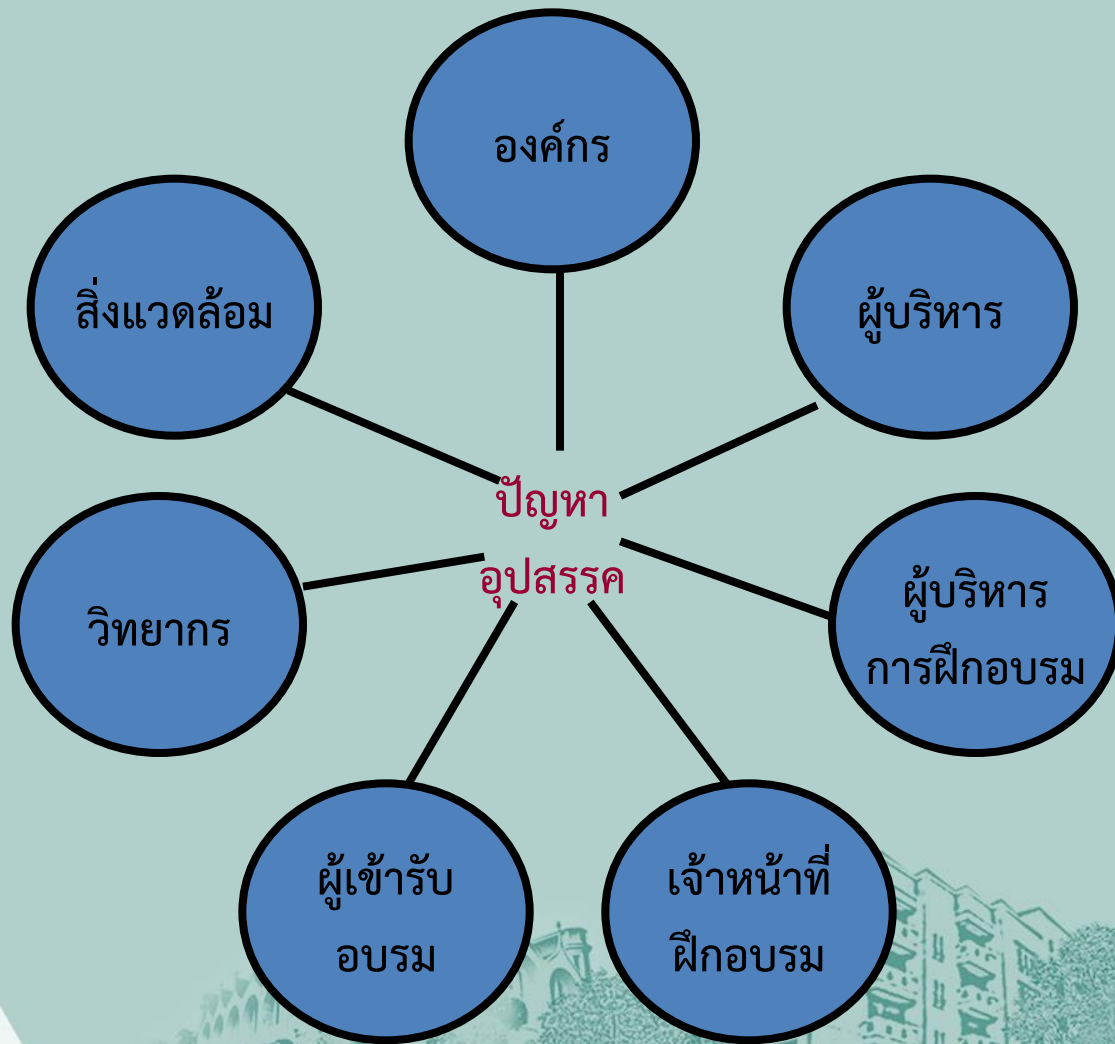 องค์กร
สิ่งแวดล้อม
ผู้บริหาร
ปัญหา
อุปสรรค
วิทยากร
ผู้บริหาร
การฝึกอบรม
ผู้เข้ารับ
อบรม
เจ้าหน้าที่
ฝึกอบรม